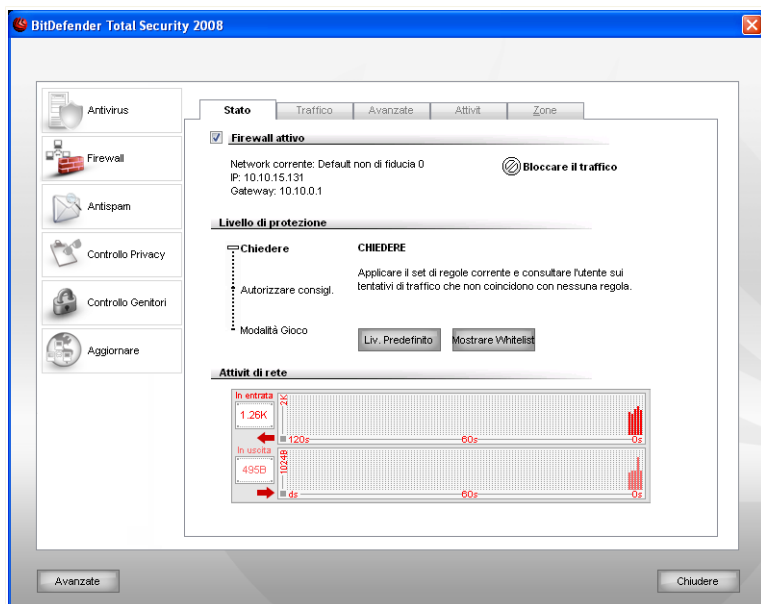 BitDefender Total Security 2008
Antivirus
Firewall
Antispam
Controllo Privacy
Controllo Genitori
Aggiornare
Stato
Traffico
Avanzate
Attivit
Zone
Firewall attivo
Network corrente: Default non di fiducia 0
IP: 10.10.15.131
Gateway: 10.10.0.1
Bloccare il traffico
Livello di protezione
Chiedere
Autorizzare consigl.
Modalità Gioco
CHIEDERE
Applicare il set di regole corrente e consultare l'utente sui
tentativi di traffico che non coincidono con nessuna regola.
Liv. Predefinito
Mostrare Whitelist
Attivit di rete
In entrata
1.26K
2K
120s
60s
0s
In uscita
495B
1024B
ds
60s
0s
Avanzate
Chiudere